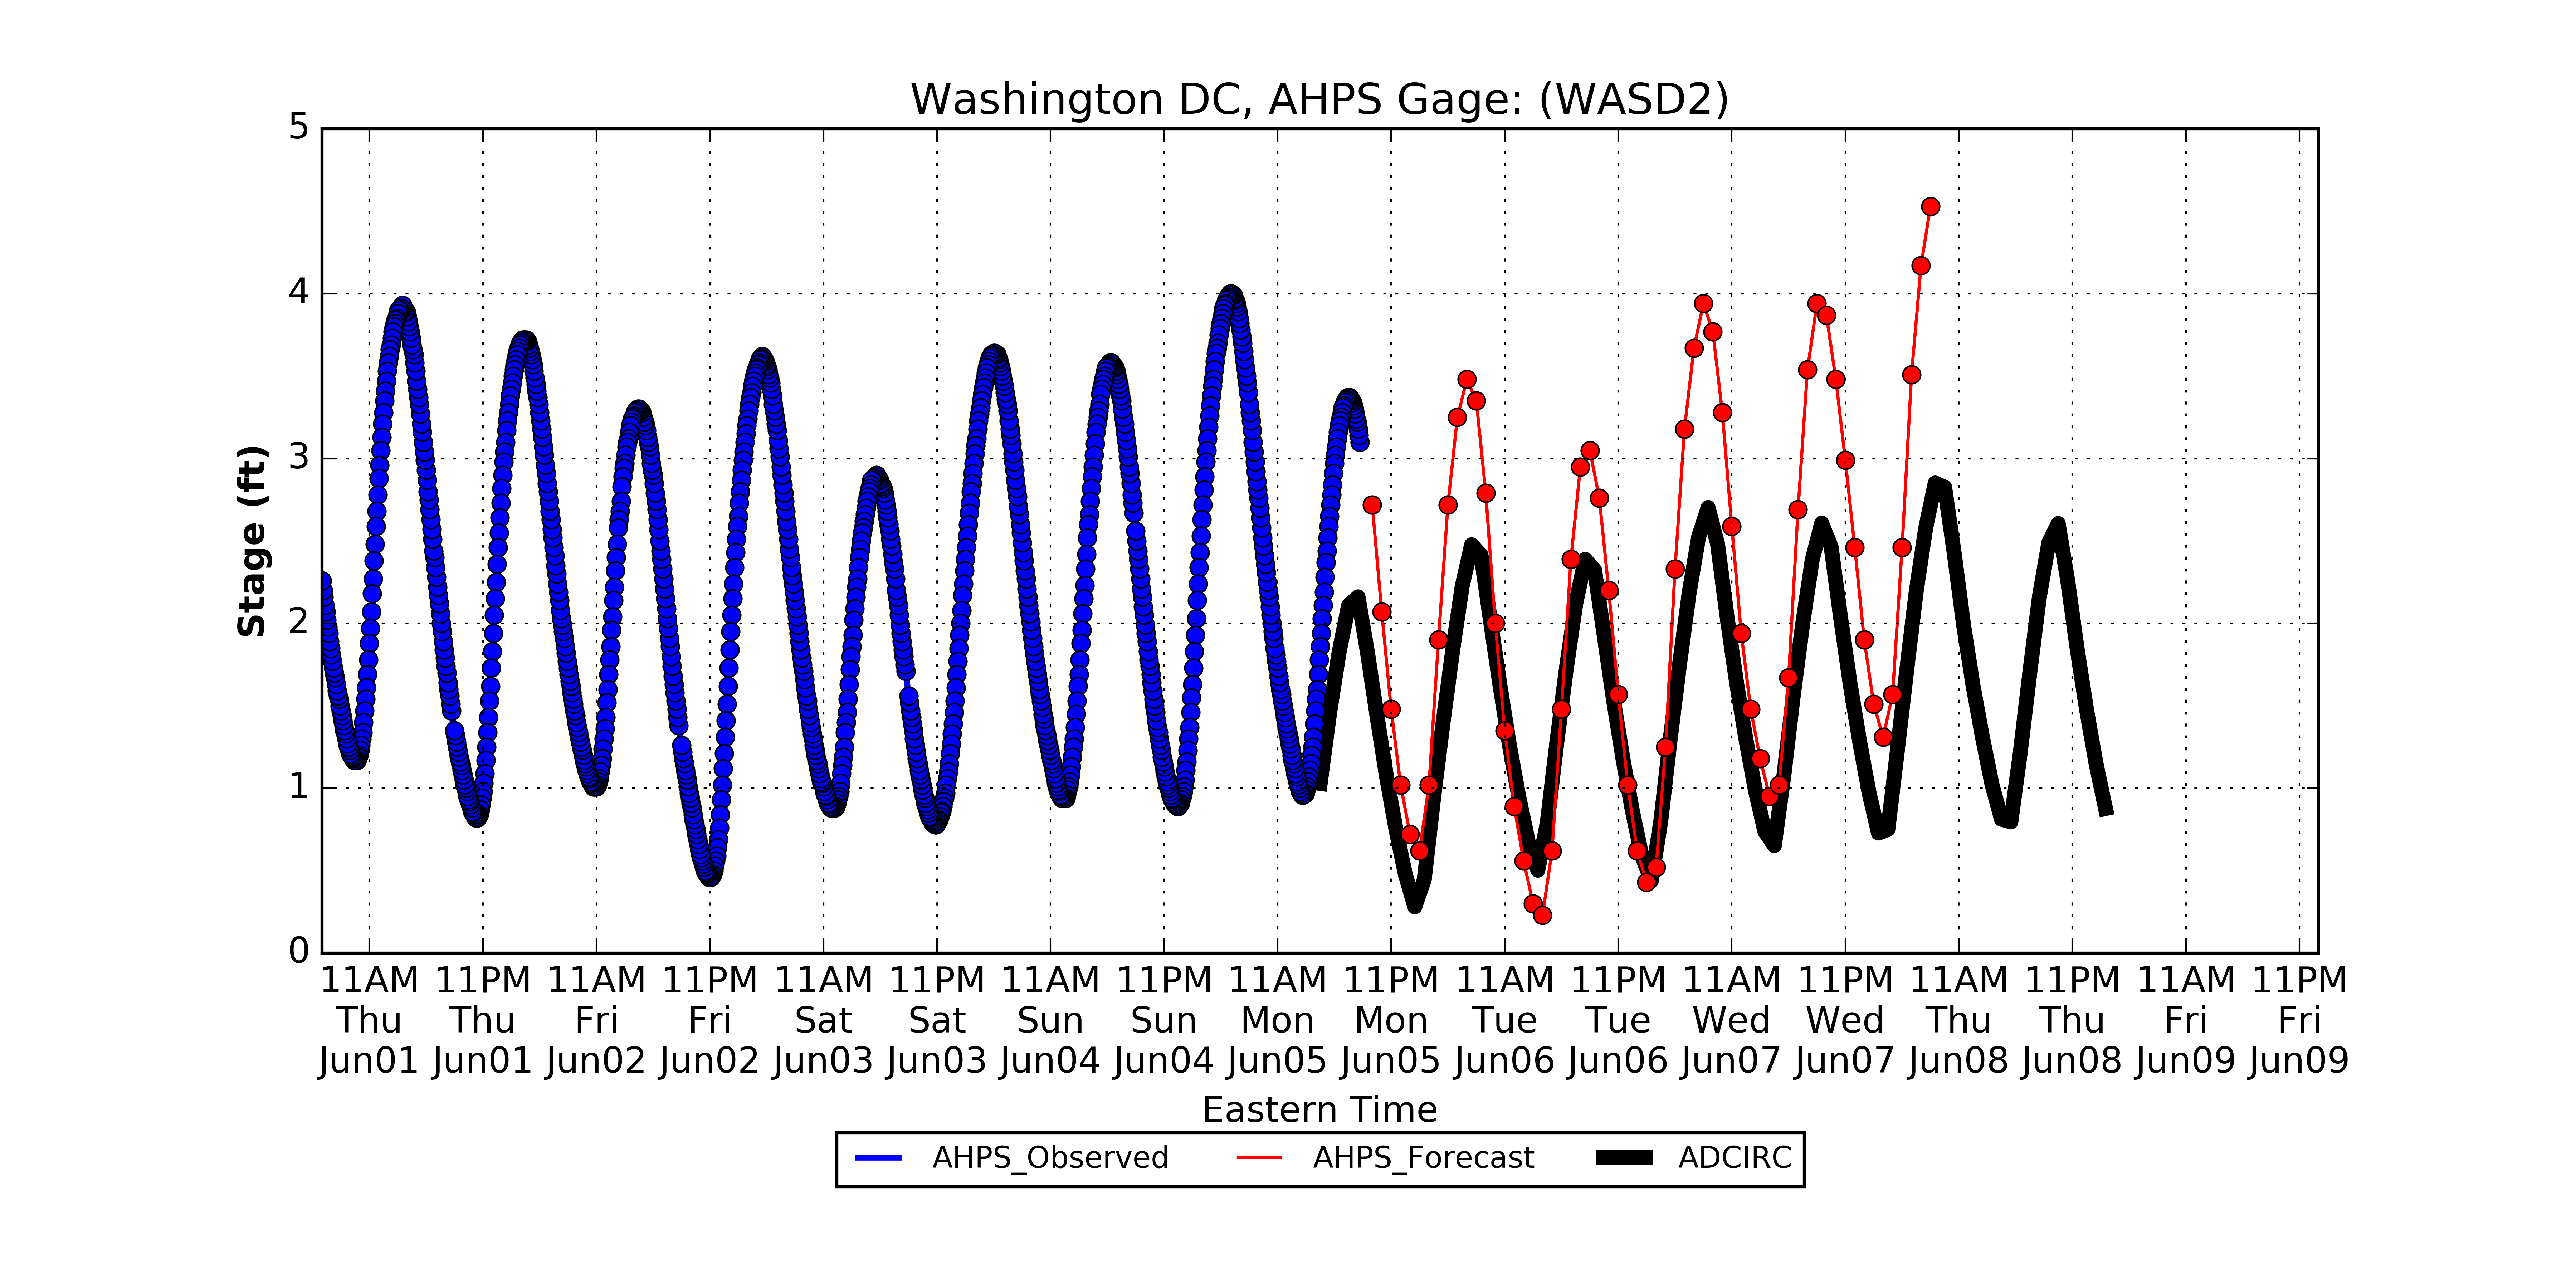 Washington DC, AHPS Gage: (WASD2)
5
4
3
2
1
0
Stage (ft)
11AM 11PM 11AM 11PM 11AM 11PM 11AM 11PM 11AM 11PM 11AM 11PM 11AM 11PM 11AM 11PM 11AM 11PM
Thu Thu Fri Fri Sat Sat Sun Sun Mon Mon Tue Tue Wed Wed Thu Thu Fri Fri
Jun01 Jun01 Jun02 Jun02 Jun03 Jun03 Jun04 Jun04 Jun05 Jun05 Jun06 Jun06 Jun07 Jun07 Jun08 Jun08 Jun09 Jun09
Eastern Time
AHPS_Observed AHPS_Forecast ADCIRC